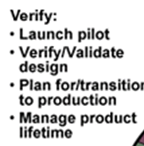 Verify:
• Launch pilot
• Verify/Validate
design
• Plan for/transition
to production
• Manage product
lifetime